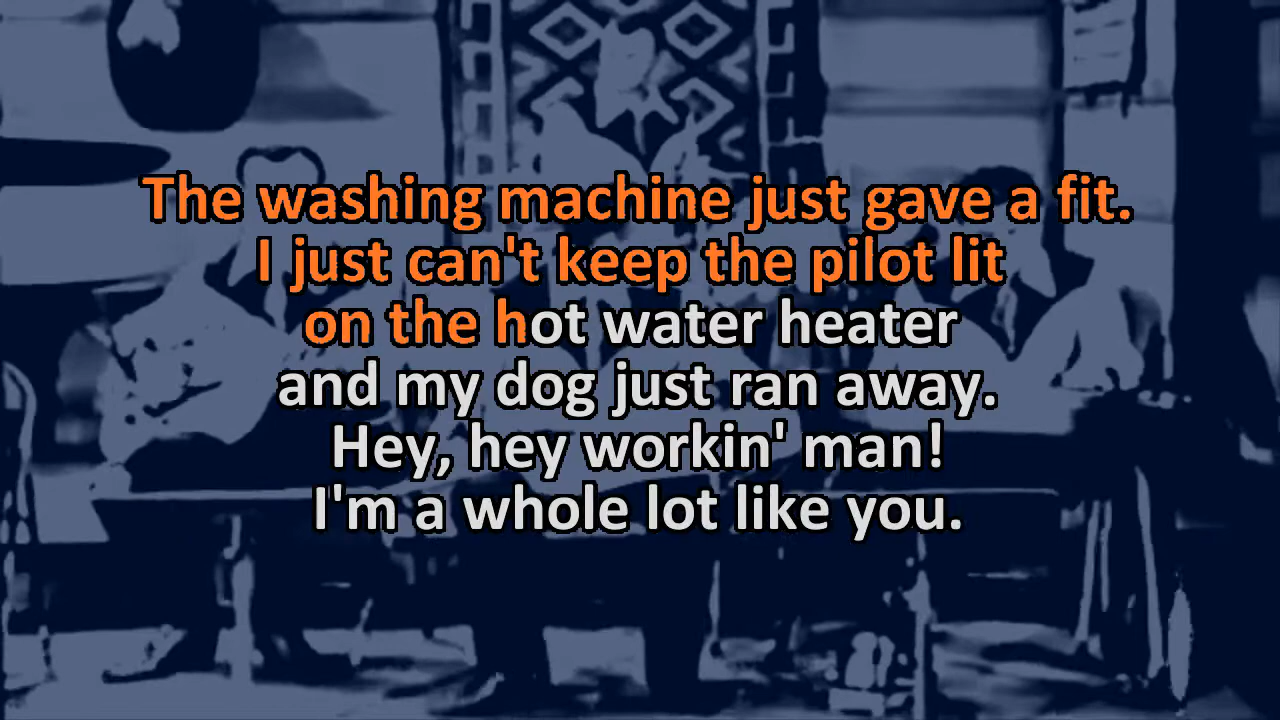 The washing machine just gave a fit.
I just can't keep the pilot lit
on the hot water heater
and my dog just ran away.
Hey, hey workin' man!
I'm a whole lot like you.